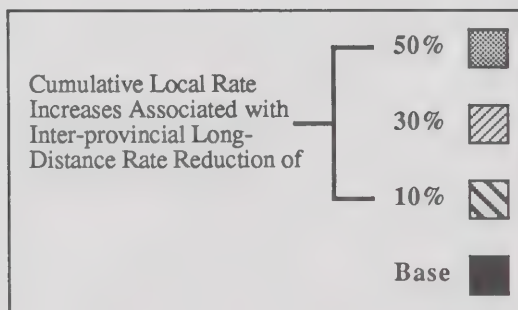 Cumulative Local Rate
Increases Associated with
Inter-provincial Long-
Distance Rate Reduction of
50%
30%
10%
Base